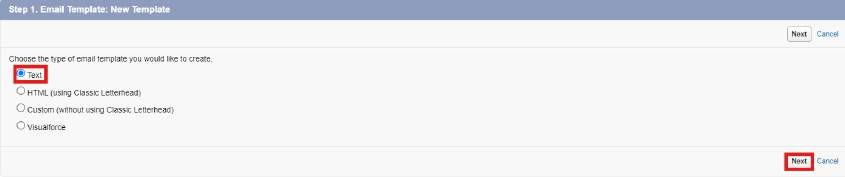 Step 1. Email Template: New Template
Next Cancel
Choose the type of email template you would like to create.
Text
HTML (using Classic Letterhead)
Custom (without using Classic Letterhead)
Visualforce
Next Cancel